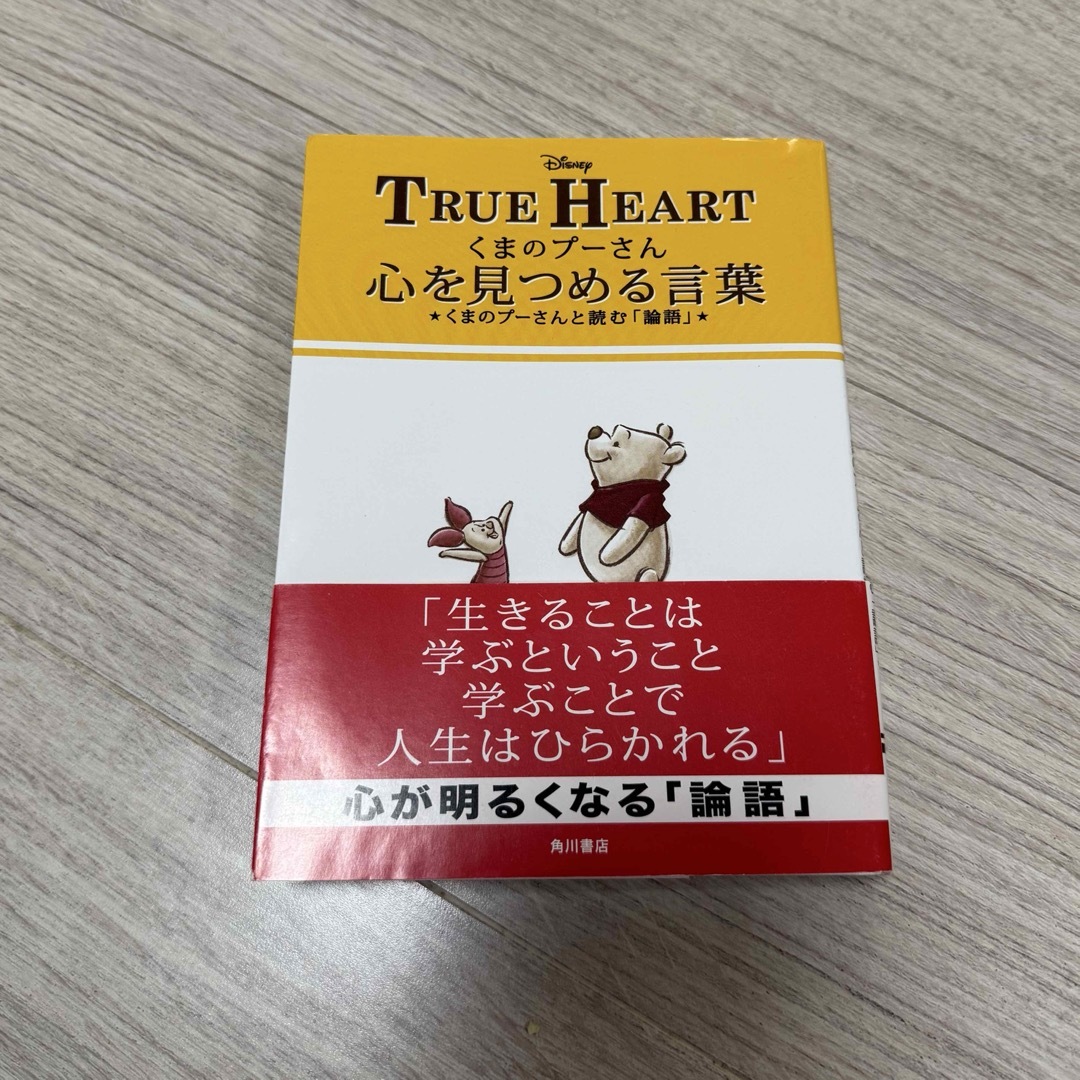 Disney
TRUE HEART
くまのプーさん
心を見つめる言葉
★くまのプーさんと読む「論語」★
「生きることは
学ぶということ
学ぶことで
人生はひらかれる」
心が明るくなる「論語」
角川書店